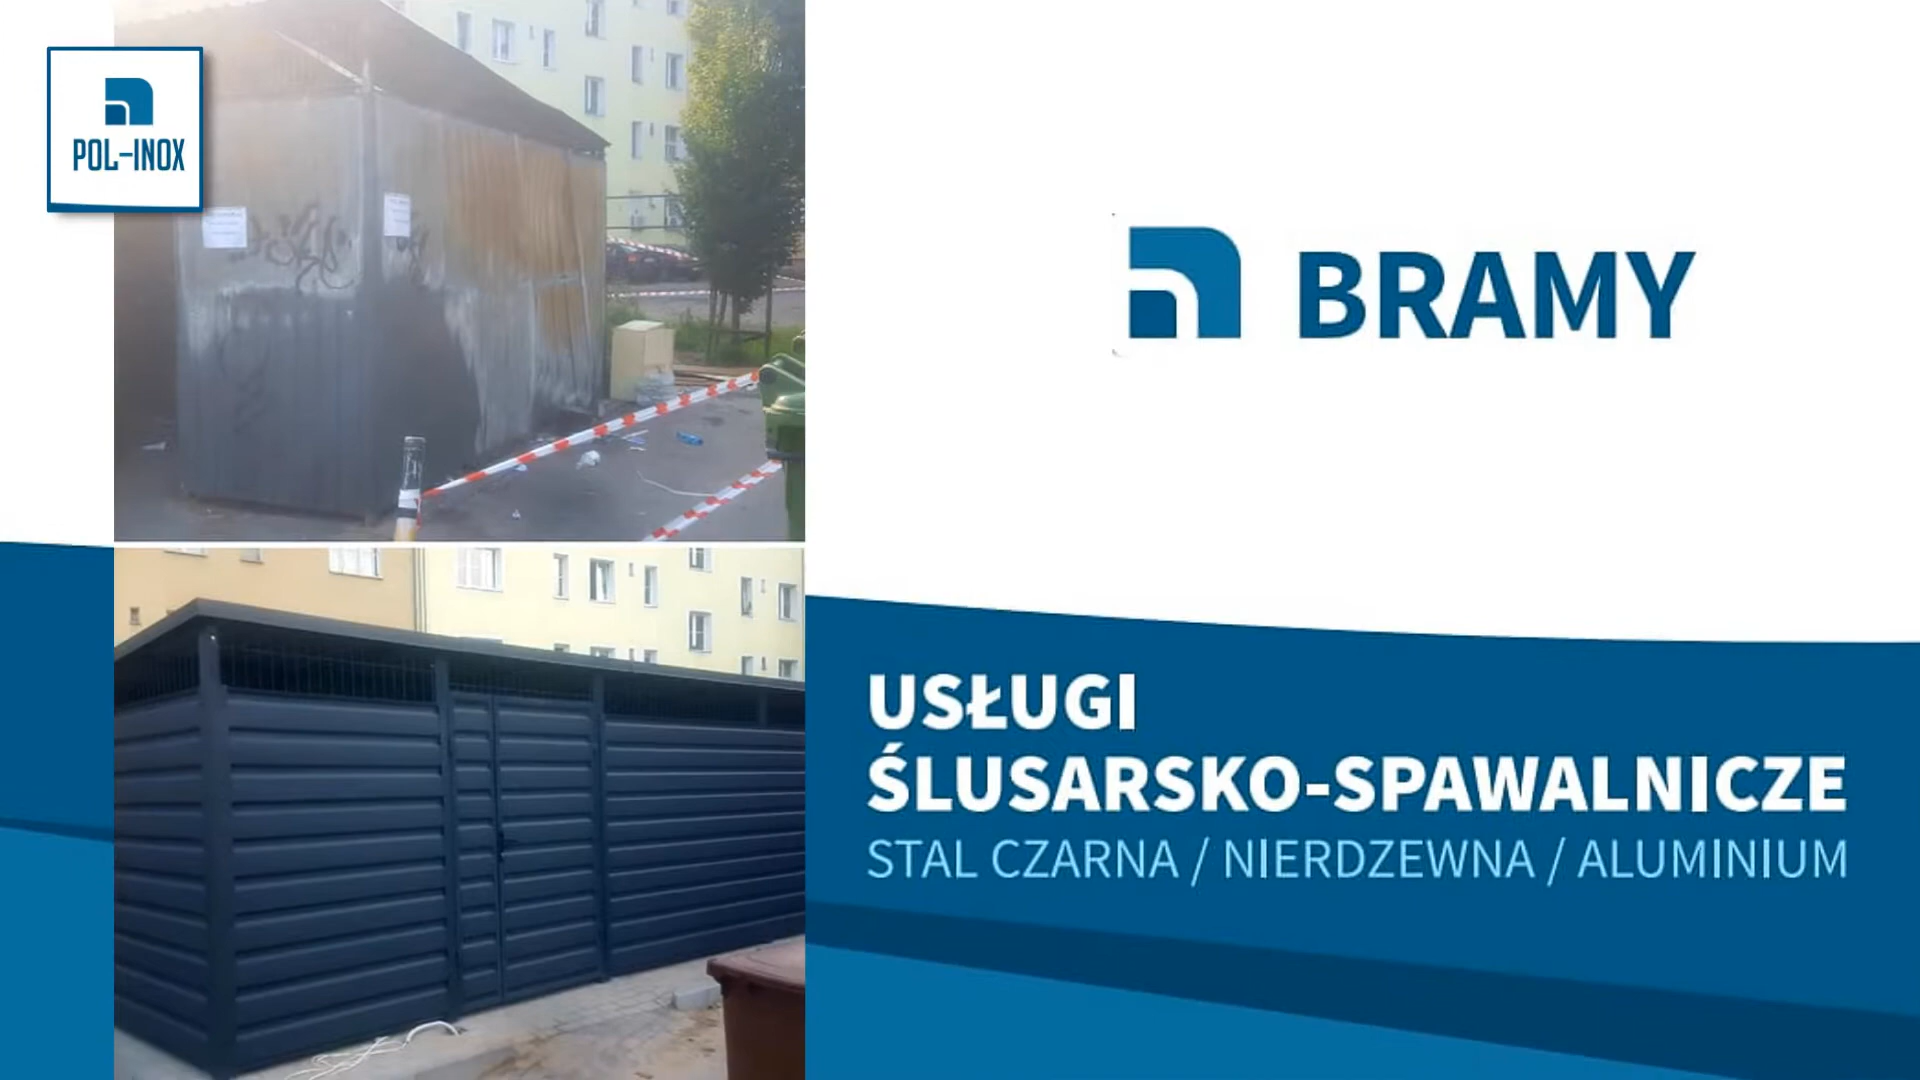 POL-INOX
BRAMY
USŁUGI
ŚLUSARSKO-SPAWALNICZE
STAL CZARNA / NIERDZEWNA / ALUMINIUM